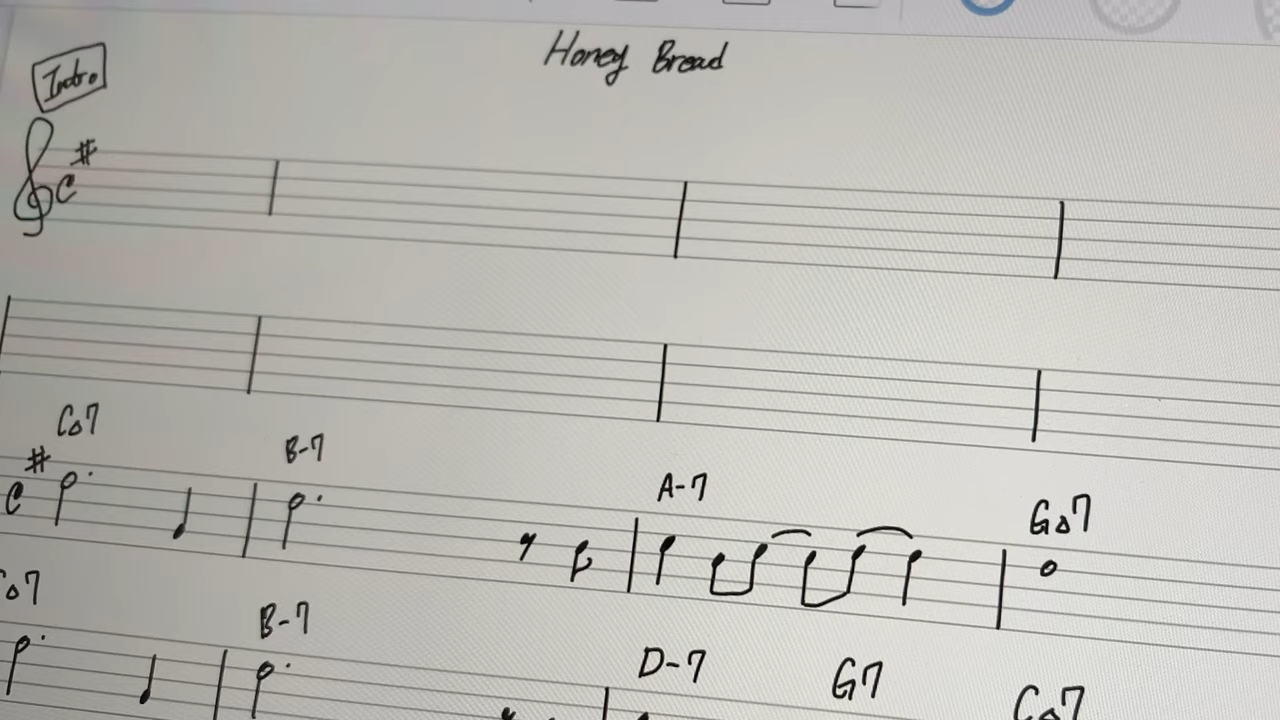 Honey Bread
Intro
C△7 B-7 A-7 G△7
△7 B-7 D-7 G7 C△7